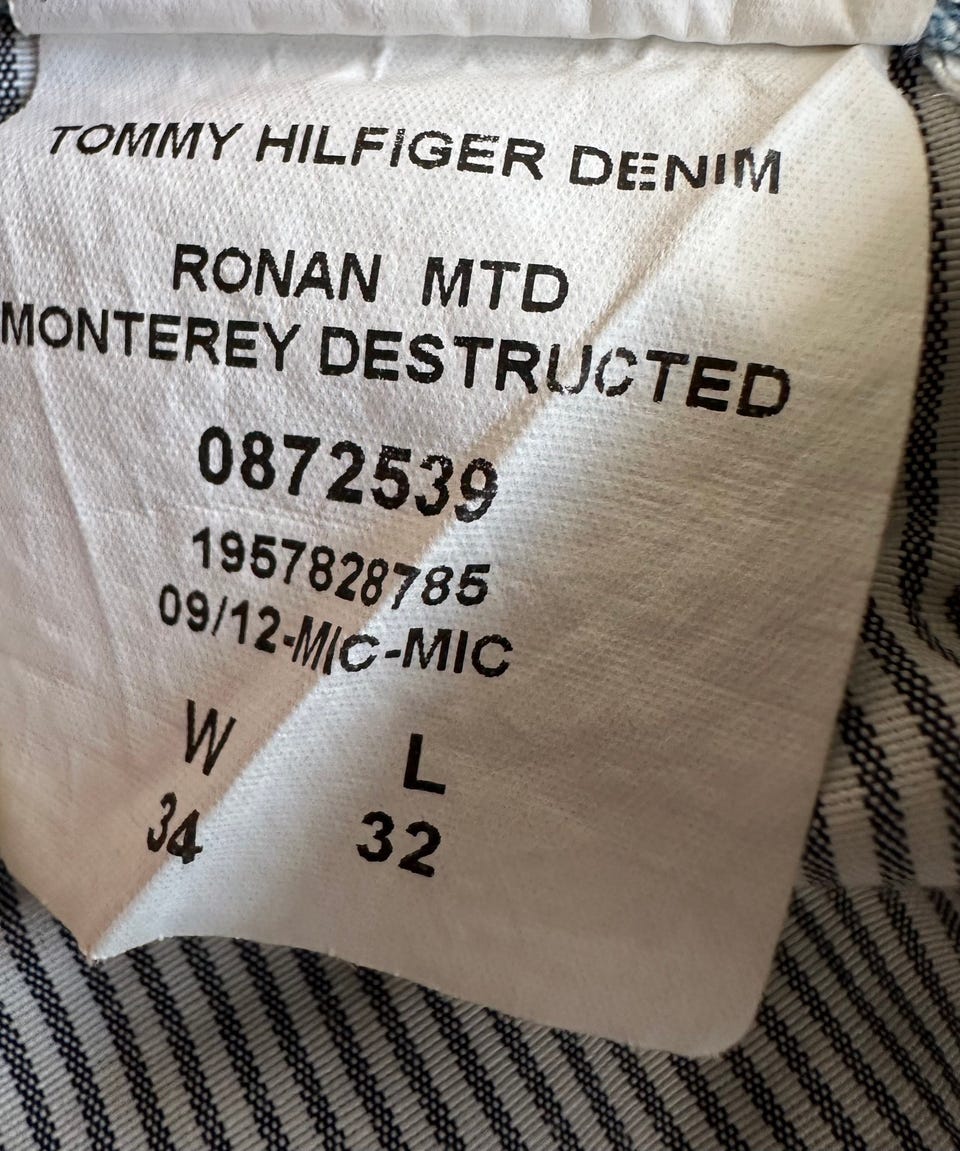 TOMMY HILFIGER DENIM
RONAN MTD
MONTEREY DESTRUCTED
0872539
1957828785
09/12-MIC-MIC
W L
34 32